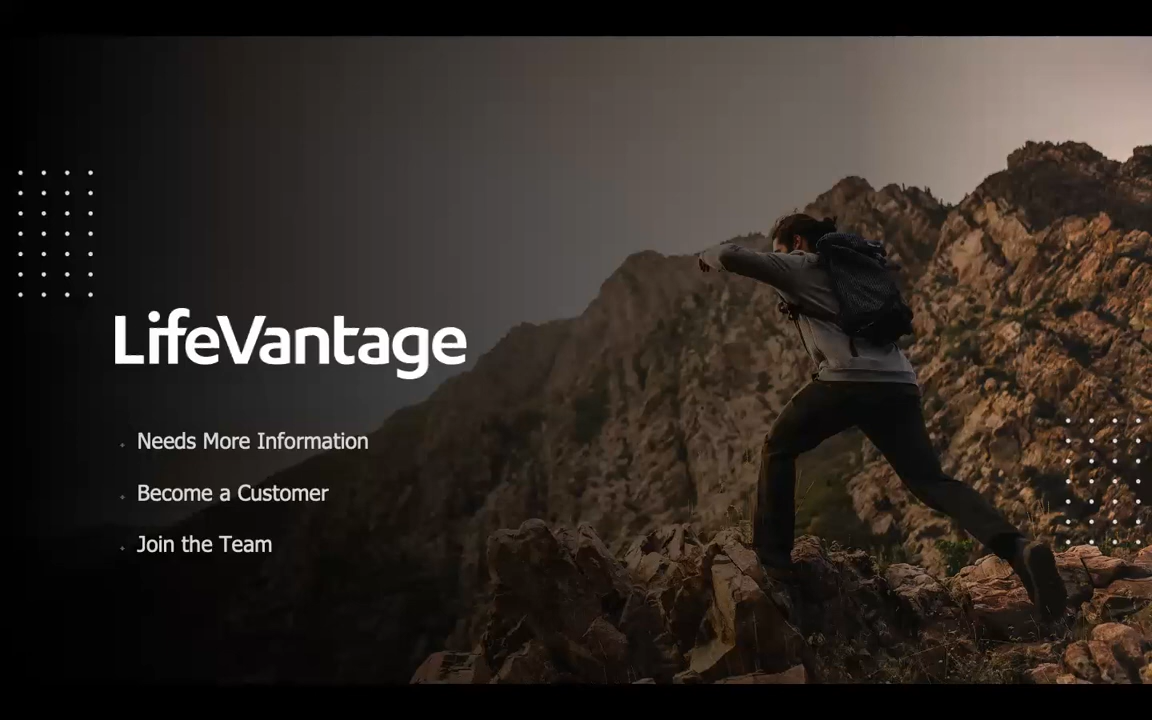 LifeVantage
Needs More Information
Become a Customer
Join the Team